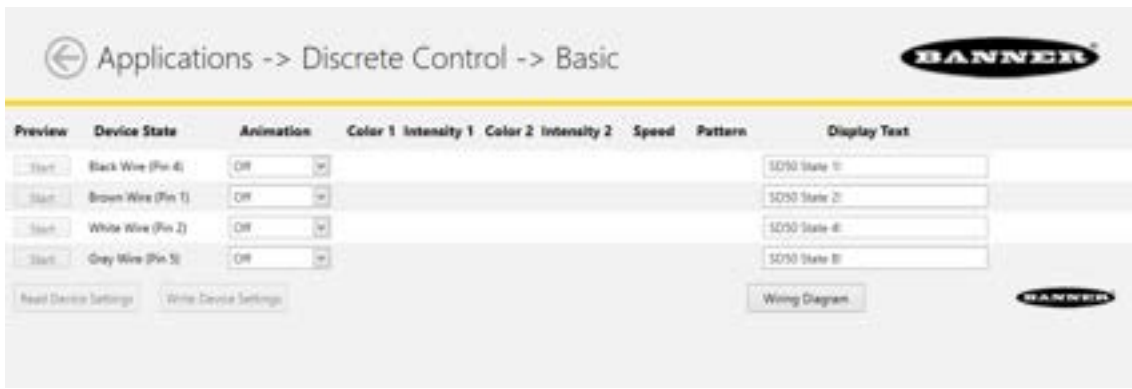 Applications -> Discrete Control -> Basic
BANNER
Preview Device State Animation Color 1 Intensity 1 Color 2 Intensity 2 Speed Pattern Display Text
Start Black Wire (Pin 4) Off SD50 State 1!
Start Brown Wire (Pin 1) Off SD50 State 2!
Start White Wire (Pin 2) Off SD50 State 4!
Start Gray Wire (Pin 5) Off SD50 State 8!
Read Device Settings Write Device Settings Wiring Diagram BANNER